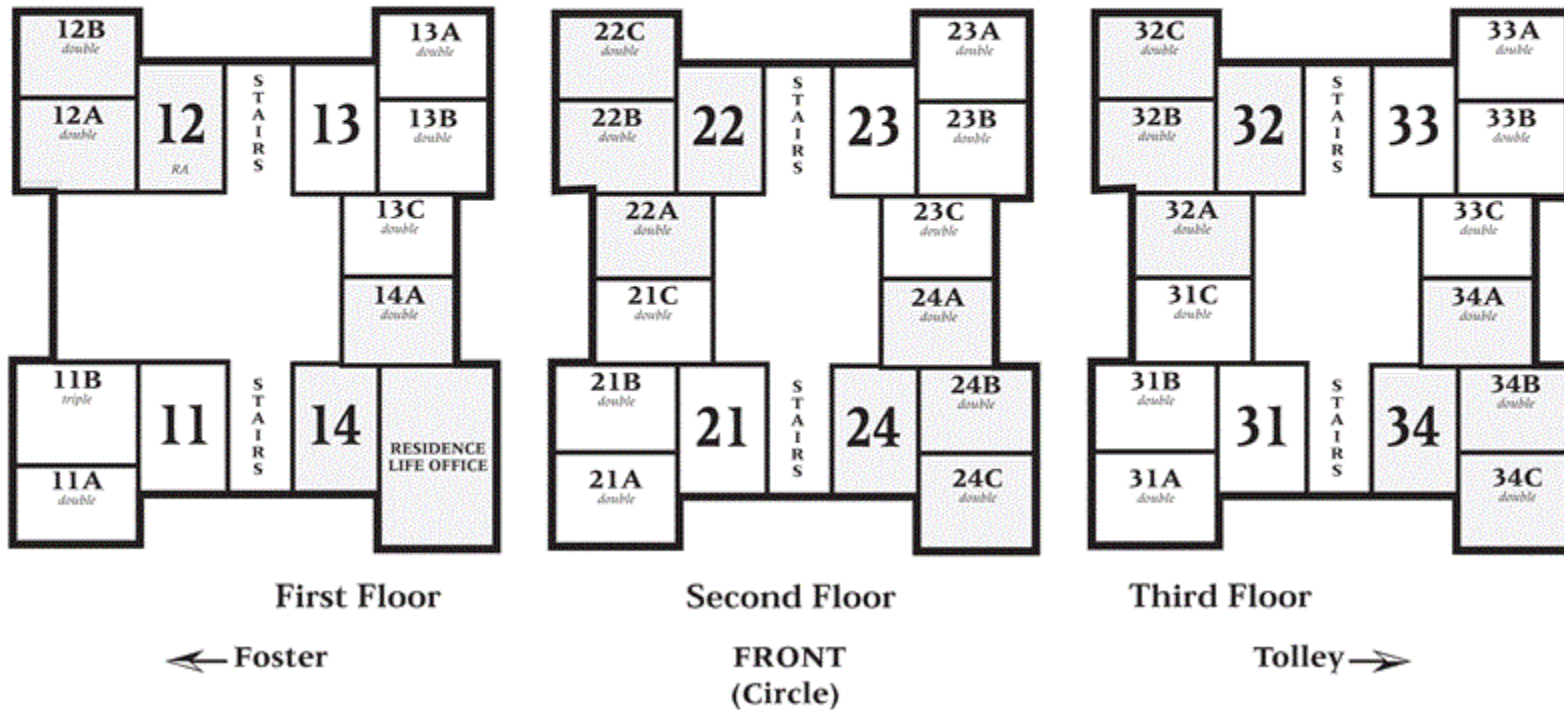 12B
double
12A
double
12
RA
STAIRS
13
13A
double
13B
double
13C
double
14A
double
11B
triple
11A
double
11
STAIRS
14
RESIDENCE
LIFE OFFICE
First Floor
22C
double
22B
double
22
STAIRS
23
23A
double
23B
double
22A
double
23C
double
21C
double
24A
double
21B
double
21A
double
21
STAIRS
24
24B
double
24C
double
Second Floor
32C
double
32B
double
32
STAIRS
33
33A
double
33B
double
32A
double
33C
double
31C
double
34A
double
31B
double
31A
double
31
STAIRS
34
34B
double
34C
double
Third Floor
Foster
FRONT
(Circle)
Tolley